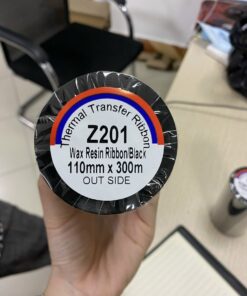 Thermal Transfer Ribbon
Z201
Wax Resin Ribbon/Black
110mm x 300m
OUT SIDE